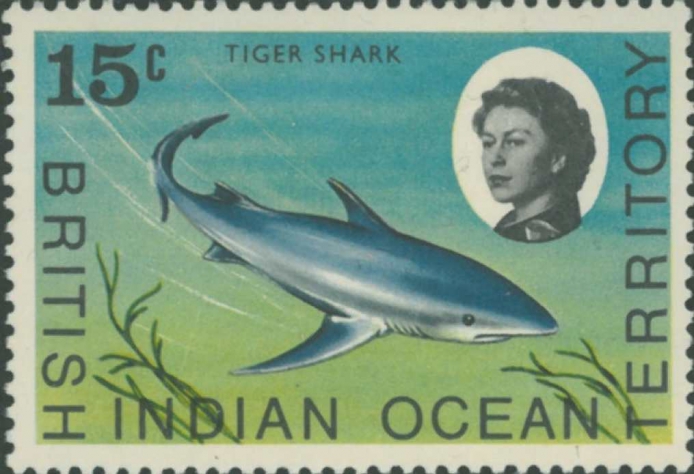 15c
TIGER SHARK
BRITISH
INDIAN OCEAN
TERRITORY